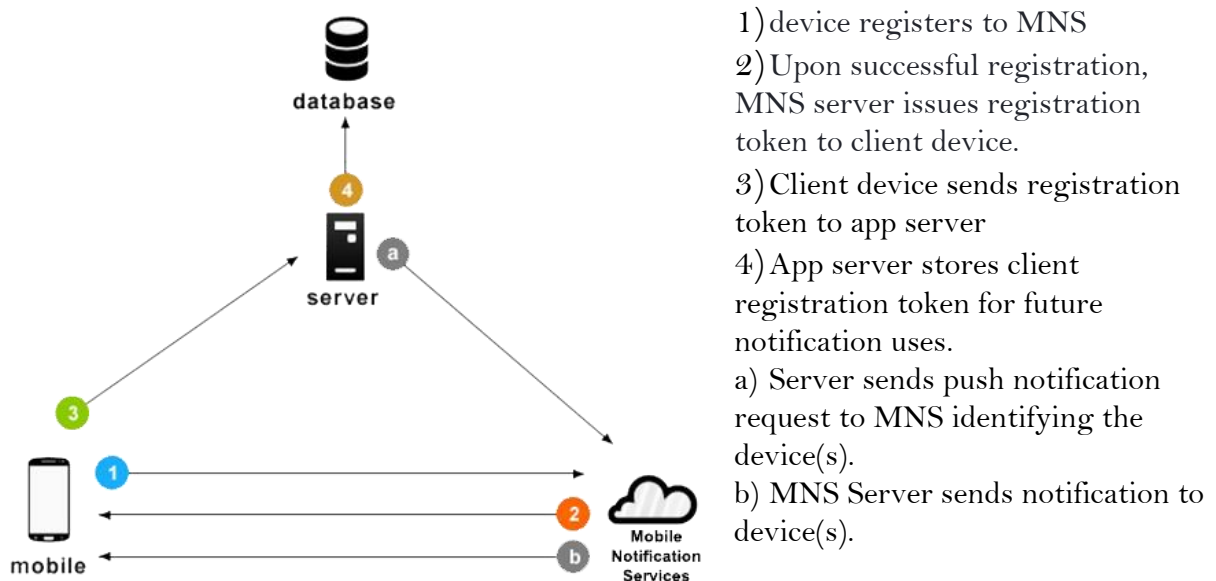 database
4
server
a
3
mobile
1
2
b
Mobile
Notification
Services
1)device registers to MNS
2)Upon successful registration,
MNS server issues registration
token to client device.
3)Client device sends registration
token to app server
4)App server stores client
registration token for future
notification uses.
a) Server sends push notification
request to MNS identifying the
device(s).
b) MNS Server sends notification to
device(s).